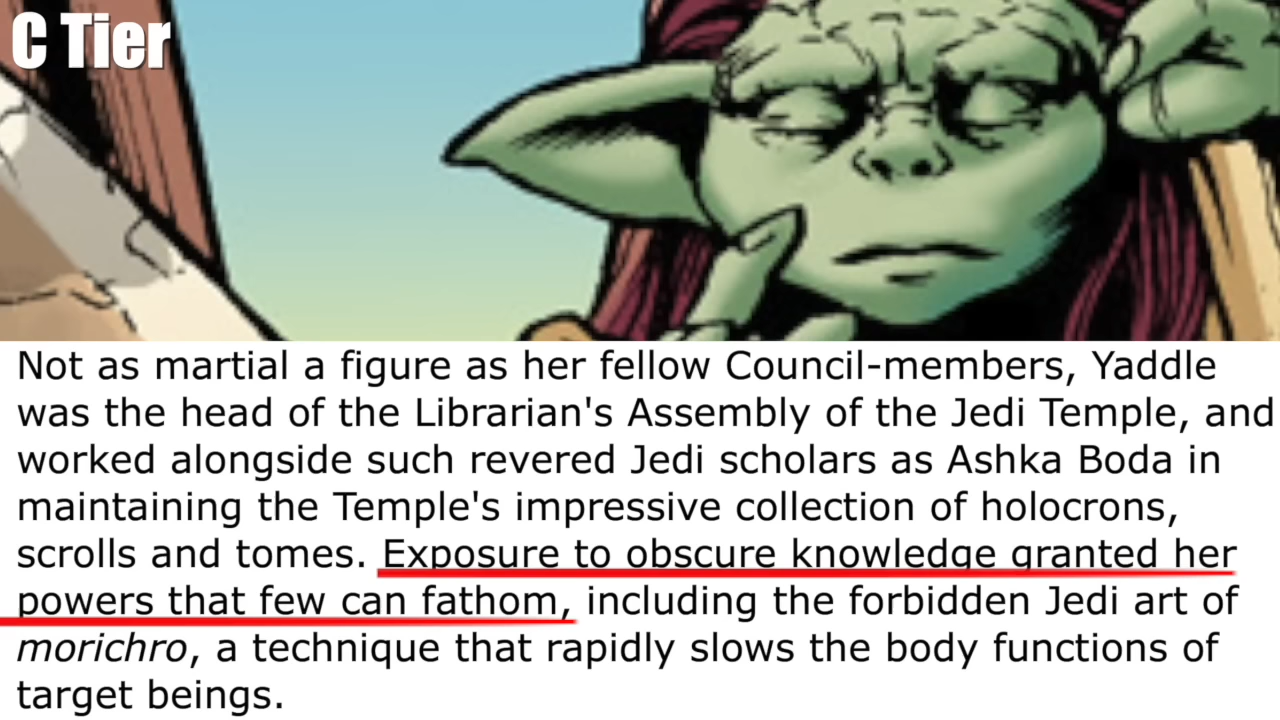 C Tier
Not as martial a figure as her fellow Council-members, Yaddle
was the head of the Librarian's Assembly of the Jedi Temple, and
worked alongside such revered Jedi scholars as Ashka Boda in
maintaining the Temple's impressive collection of holocrons,
scrolls and tomes. Exposure to obscure knowledge granted her
powers that few can fathom, including the forbidden Jedi art of
morichro, a technique that rapidly slows the body functions of
target beings.